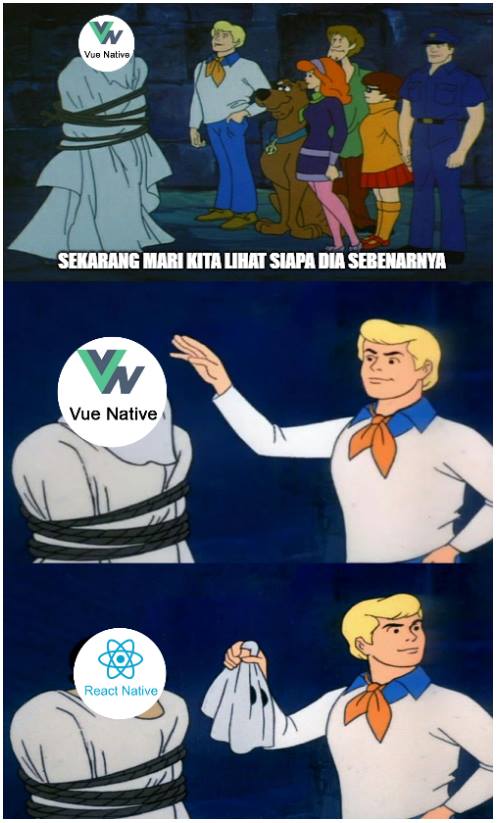 Vue Native
SEKARANG MARI KITA LIHAT SIAPA DIA SEBENARNYA
Vue Native
React Native